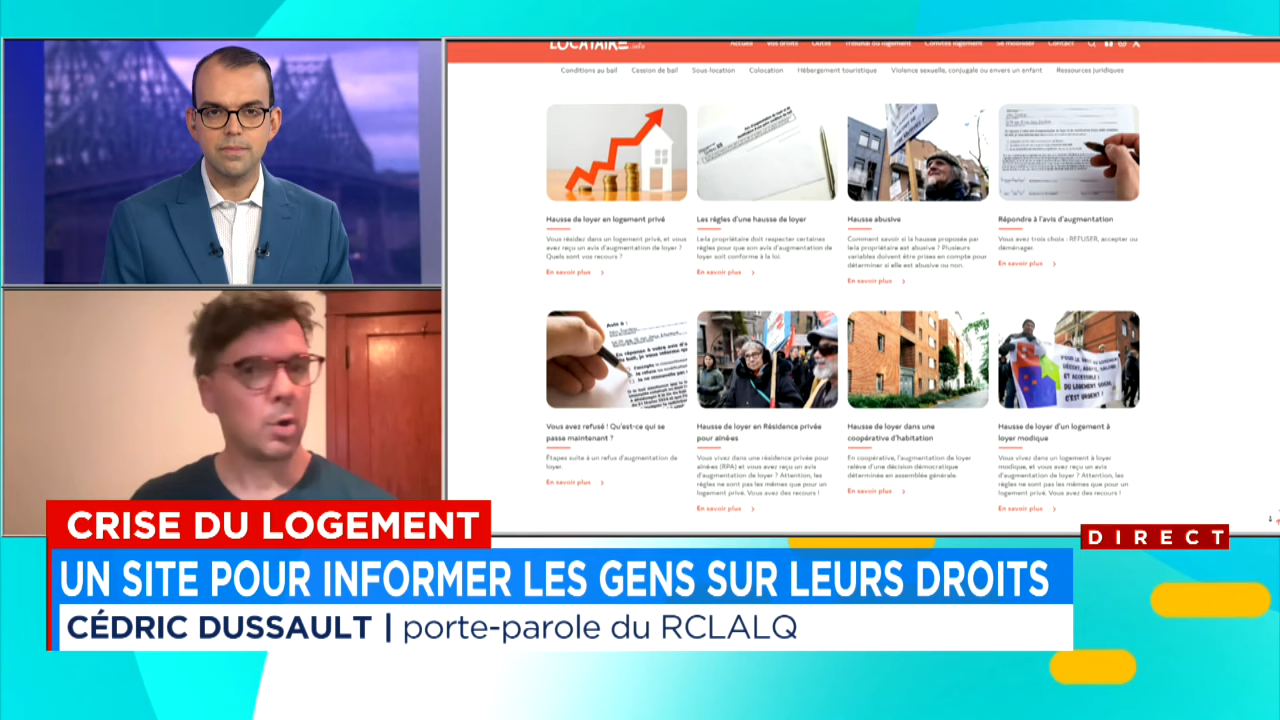 LOCATAIRE.info
Accueil Vos droits Outils Tribunal du logement Comités logement Se mobiliser Contact
Conditions au bail Cession de bail Sous-location Colocation Hébergement touristique Violence sexuelle, conjugale ou envers un enfant Ressources juridiques
Hausse de loyer en logement privé
Vous résidez dans un logement privé, et vous
avez reçu un avis d'augmentation de loyer ?
Quels sont vos recours ?
En savoir plus
Les règles d'une hausse de loyer
Le·la propriétaire doit respecter certaines
règles pour que son avis d'augmentation de
loyer soit conforme à la loi.
En savoir plus
Hausse abusive
Comment savoir si la hausse proposée par
le·la propriétaire est abusive ? Plusieurs
variables doivent être prises en compte pour
déterminer si elle est abusive ou non.
En savoir plus
Répondre à l'avis d'augmentation
Vous avez trois choix : REFUSER, accepter ou
déménager.
En savoir plus
Vous avez refusé ! Qu'est-ce qui se
passe maintenant ?
Étapes suite à un refus d'augmentation de
loyer.
En savoir plus
Hausse de loyer en Résidence privée
pour aîné·es
Vous vivez dans une résidence privée pour
aîné·es (RPA) et vous avez reçu un avis
d'augmentation de loyer ? Attention, les
règles ne sont pas les mêmes que pour un
logement privé. Vous avez des recours !
En savoir plus
Hausse de loyer dans une
coopérative d'habitation
En coopérative, l'augmentation de loyer
relève d'une décision démocratique
déterminée en assemblée générale.
En savoir plus
Hausse de loyer d'un logement à
loyer modique
Vous vivez dans un logement à loyer
modique, et vous avez reçu un avis
d'augmentation de loyer ? Attention, les
règles ne sont pas les mêmes que pour un
logement privé. Vous avez des recours !
En savoir plus
CRISE DU LOGEMENT
DIRECT
UN SITE POUR INFORMER LES GENS SUR LEURS DROITS
CÉDRIC DUSSAULT | porte-parole du RCLALQ